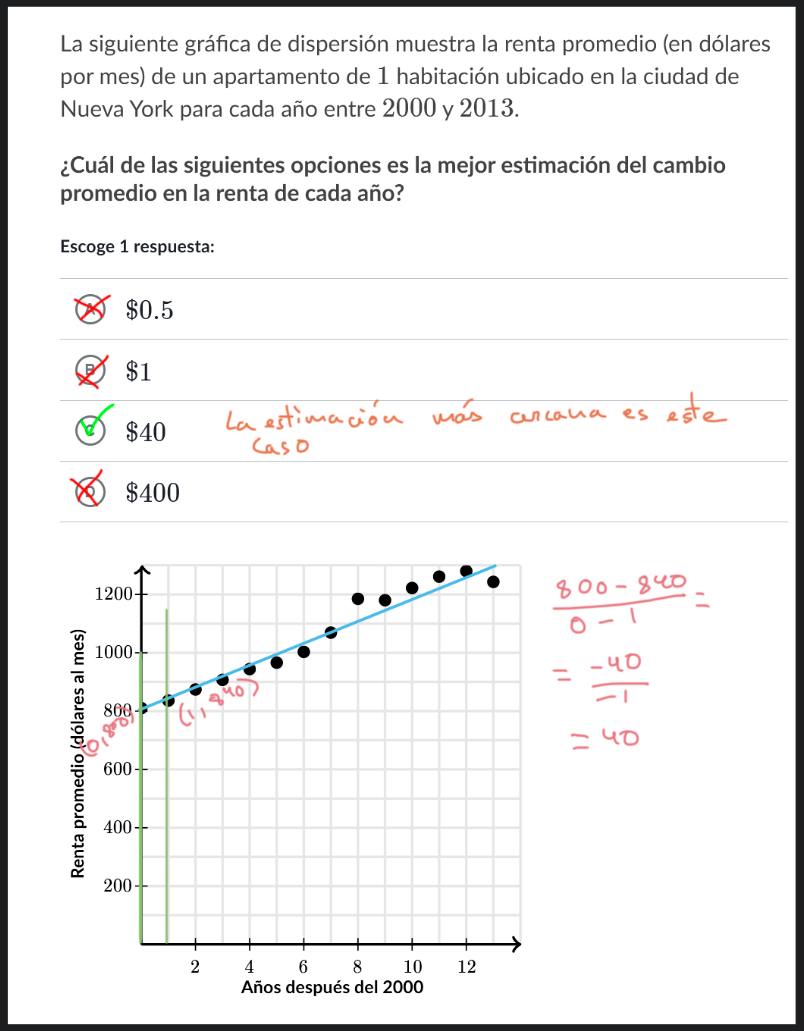 La siguiente gráfica de dispersión muestra la renta promedio (en dólares
por mes) de un apartamento de 1 habitación ubicado en la ciudad de
Nueva York para cada año entre 2000 y 2013.
¿Cuál de las siguientes opciones es la mejor estimación del cambio
promedio en la renta de cada año?
Escoge 1 respuesta:
A $0.5
B $1
C $40
La estimación más cercana es este
caso
D $400
1200
1000
800
600
400
200
Renta promedio (dólares al mes)
2 4 6 8 10 12
Años después del 2000
(0,800)
(1,840)
800-840
0-1
=
= -40
-1
= 40